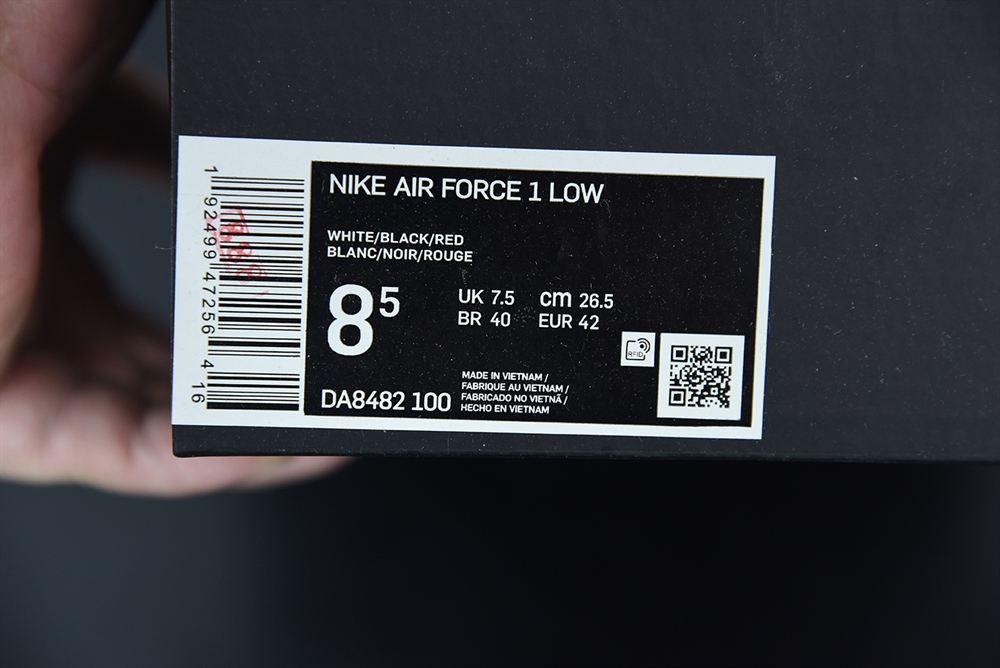 NIKE AIR FORCE 1 LOW
WHITE/BLACK/RED
BLANC/NOIR/ROUGE
8 5
UK 7.5 cm 26.5
BR 40 EUR 42
RFID
MADE IN VIETNAM /
FABRIQUE AU VIETNAM /
FABRICADO NO VIETNÃ /
HECHO EN VIETNAM
DA8482 100
1 92499 47256 4 16